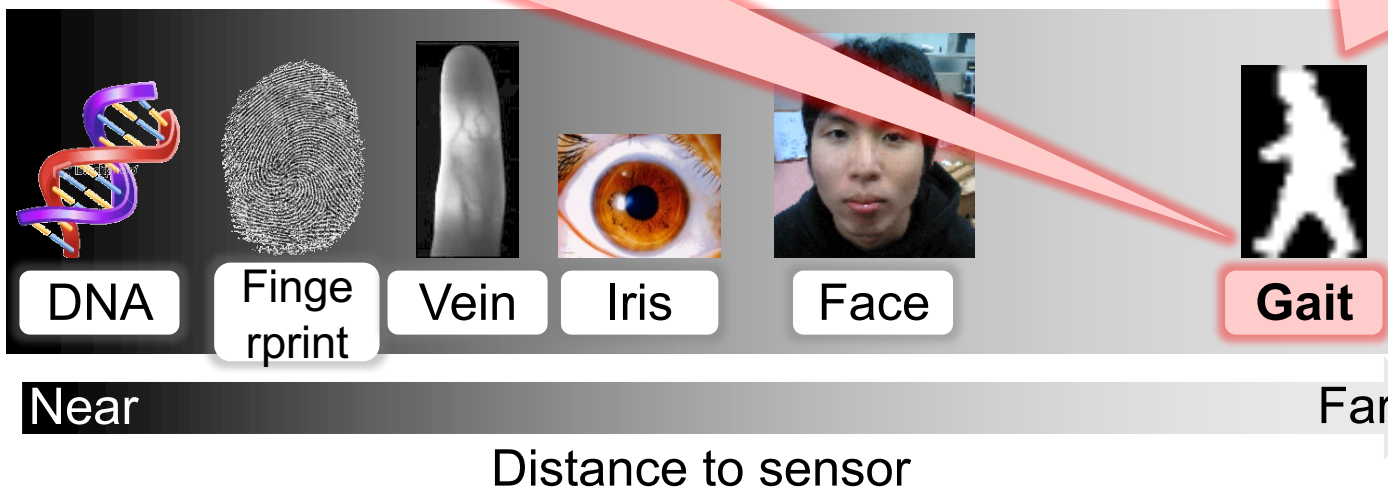 DNA
Finge
rprint
Vein
Iris
Face
Gait
Near
Far
Distance to sensor